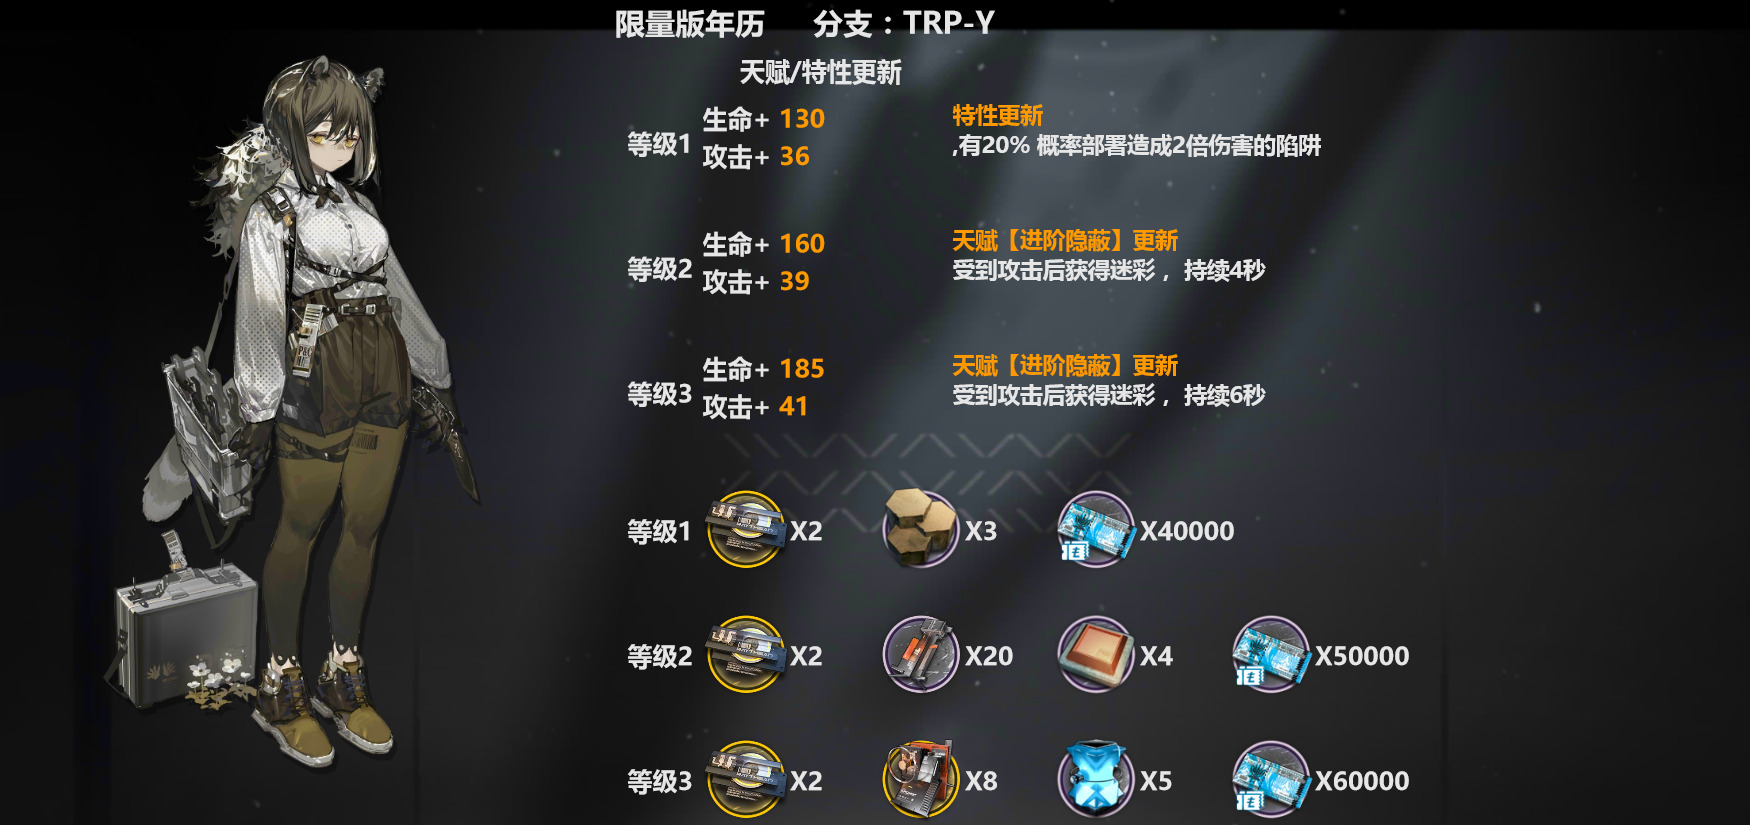 限量版年历 分支：TRP-Y
天赋/特性更新
等级1
生命+ 130
攻击+ 36
特性更新
,有20% 概率部署造成2倍伤害的陷阱
等级2
生命+ 160
攻击+ 39
天赋【进阶隐蔽】更新
受到攻击后获得迷彩，持续4秒
等级3
生命+ 185
攻击+ 41
天赋【进阶隐蔽】更新
受到攻击后获得迷彩，持续6秒
等级1 X2 X3 X40000
等级2 X2 X20 X4 X50000
等级3 X2 X8 X5 X60000